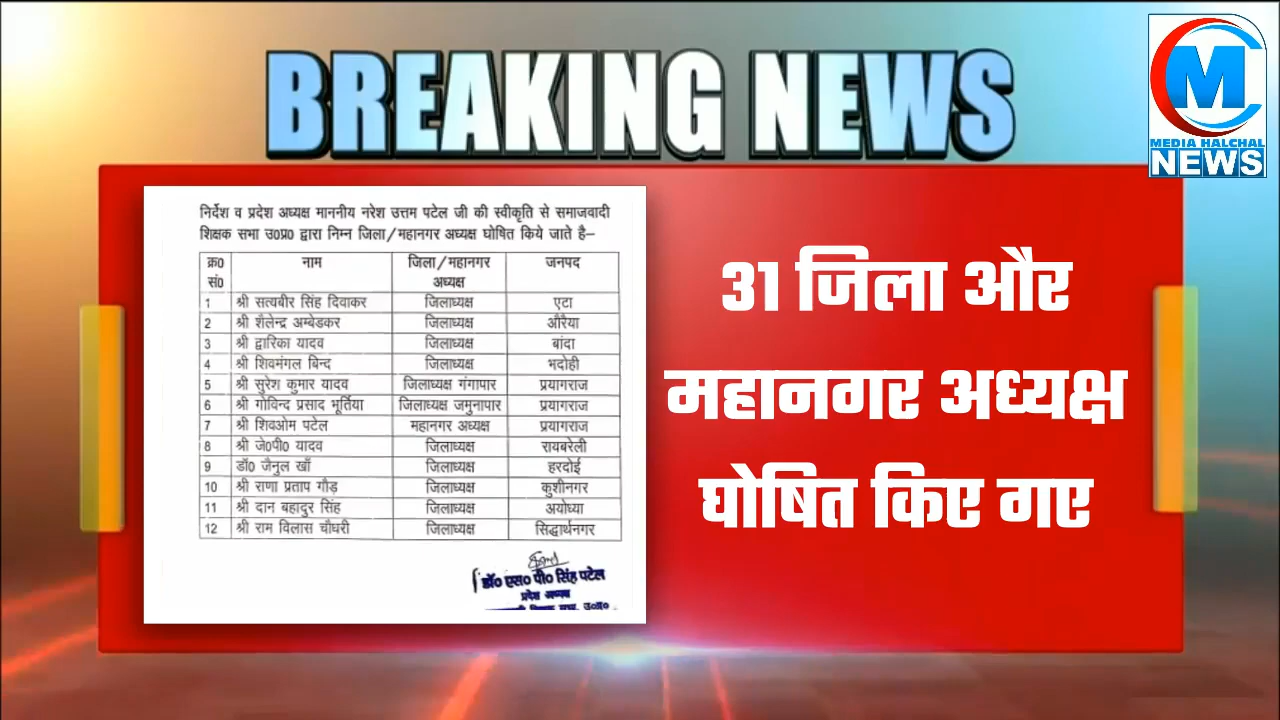 BREAKING NEWS
MEDIA HALCHAL
NEWS
निर्देश व प्रदेश अध्यक्ष माननीय नरेश उत्तम पटेल जी की स्वीकृति से समाजवादी
शिक्षक सभा उ0प्र0 द्वारा निम्न जिला/महानगर अध्यक्ष घोषित किये जाते है–
क्र0 सं0 नाम जिला/महानगर अध्यक्ष जनपद
1 श्री सत्यबीर सिंह दिवाकर जिलाध्यक्ष एटा
2 श्री शैलेन्द्र अम्बेडकर जिलाध्यक्ष औरैया
3 श्री द्वारिका यादव जिलाध्यक्ष बांदा
4 श्री शिवमंगल बिन्द जिलाध्यक्ष भदोही
5 श्री सुरेश कुमार यादव जिलाध्यक्ष गंगापार प्रयागराज
6 श्री गोविन्द प्रसाद भूर्तिया जिलाध्यक्ष जमुनापार प्रयागराज
7 श्री शिवओम पटेल महानगर अध्यक्ष प्रयागराज
8 श्री जे0पी0 यादव जिलाध्यक्ष रायबरेली
9 डॉ0 जैनुल खाँ जिलाध्यक्ष हरदोई
10 श्री राणा प्रताप गौड़ जिलाध्यक्ष कुशीनगर
11 श्री दान बहादुर सिंह जिलाध्यक्ष अयोध्या
12 श्री राम विलास चौधरी जिलाध्यक्ष सिद्धार्थनगर
डॉ0 एस0 पी0 सिंह पटेल
प्रदेश अध्यक्ष
31 जिला और
महानगर अध्यक्ष
घोषित किए गए